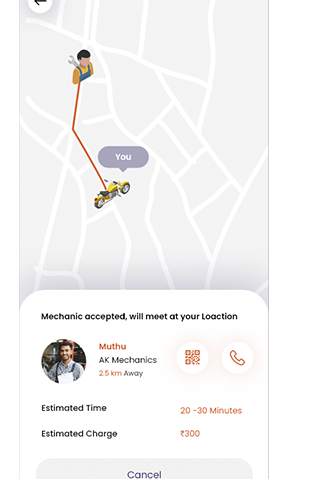 You
Mechanic accepted, will meet at your Loaction
Muthu
AK Mechanics
2.5 km Away
Estimated Time
20 -30 Minutes
Estimated Charge
₹300
Cancel